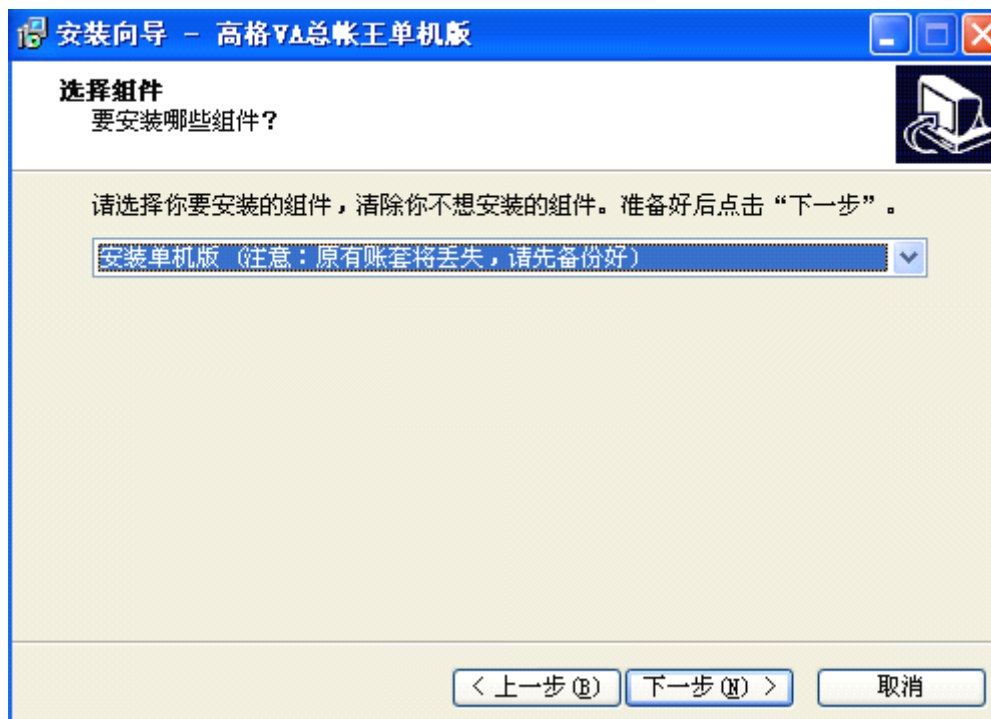 安装向导 - 高格VA总帐王单机版
选择组件
要安装哪些组件?
请选择你要安装的组件,清除你不想安装的组件。准备好后点击“下一步”。
安装单机版 (注意:原有账套将丢失,请先备份好)
< 上一步(B)
下一步(N) >
取消